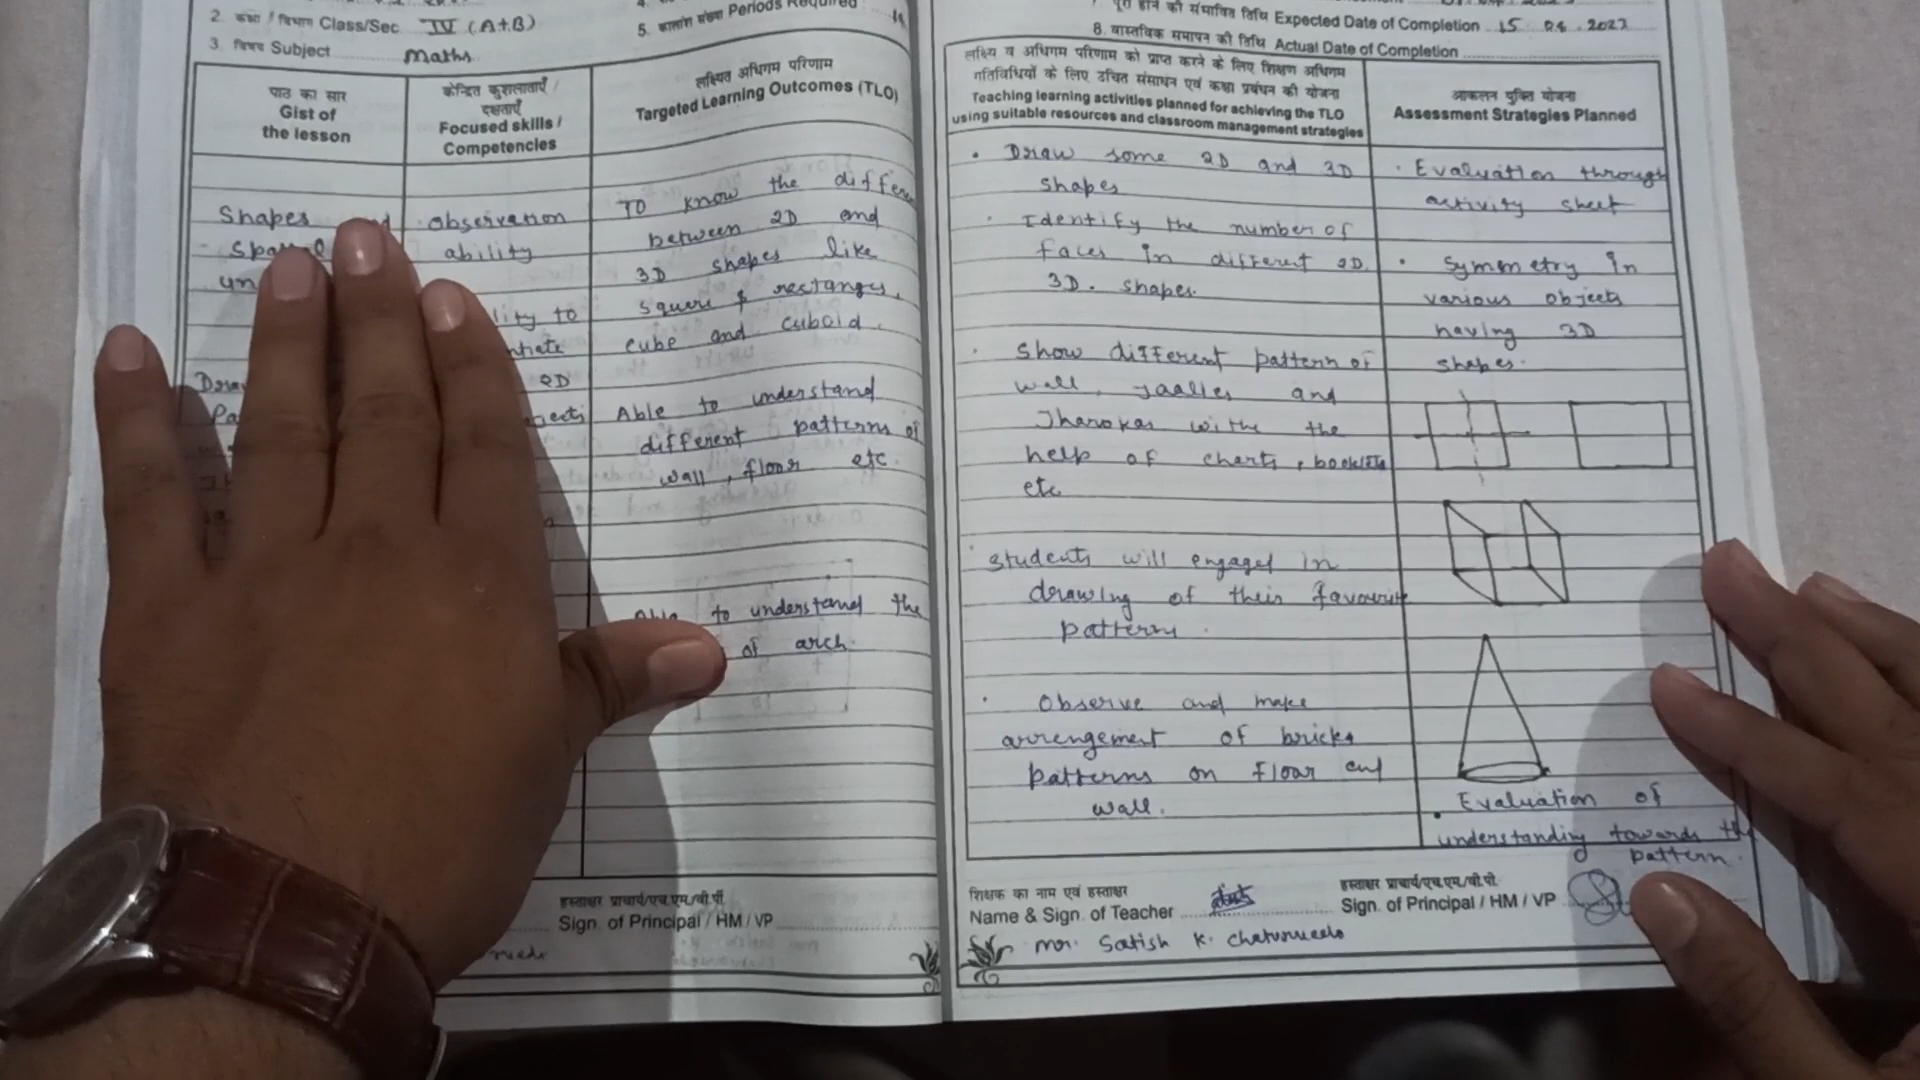 2. कक्षा / विभाग Class/Sec IV (A+B)
3. विषय Subject Maths
5. कालांश संख्या Periods Required
पाठ का सार
Gist of
the lesson
केन्द्रित कुशलताएँ /
दक्षताएँ
Focused skills /
Competencies
लक्ष्यित अधिगम परिणाम
Targeted Learning Outcomes (TLO)
Shapes
observation
ability
To know the differen
between 2D and
3D shapes like
square & rectanges,
cube and cuboid.
2D
Able to understand
different patterns of
wall, floor etc.
to understand the
of arch.
हस्ताक्षर प्राचार्य/एच.एम/वी.पी.
Sign. of Principal / HM / VP
7. पूरा होने की संभावित तिथि Expected Date of Completion 15.04.2022
8. वास्तविक समापन की तिथि Actual Date of Completion
लक्ष्यि व अधिगम परिणाम को प्राप्त करने के लिए शिक्षण अधिगम
गतिविधियों के लिए उचित संमाधन एवं कक्षा प्रबंधन की योजना
Teaching learning activities planned for achieving the TLO
using suitable resources and classroom management strategies
आकलन युक्ति योजना
Assessment Strategies Planned
• Draw some 2D and 3D
shapes
• Identify the number of
faces in different 2D.
3D. shapes.
• Show different pattern of
wall, jaalles and
Jharokas withe the
help of charts, booklets
etc
• Students will engaged in
drawing of their favourite
patterns.
• Observe and make
arrengement of bricks
patterns on floor and
wall.
• Evaluation through
activity sheet
• Symmetry in
various objects
having 3D
shapes.
• Evaluation of
understanding towards the
pattern.
शिक्षक का नाम एवं हस्ताक्षर
Name & Sign. of Teacher
हस्ताक्षर प्राचार्य/एच.एम/वी.पी.
Sign. of Principal / HM / VP
Mr. Satish K.